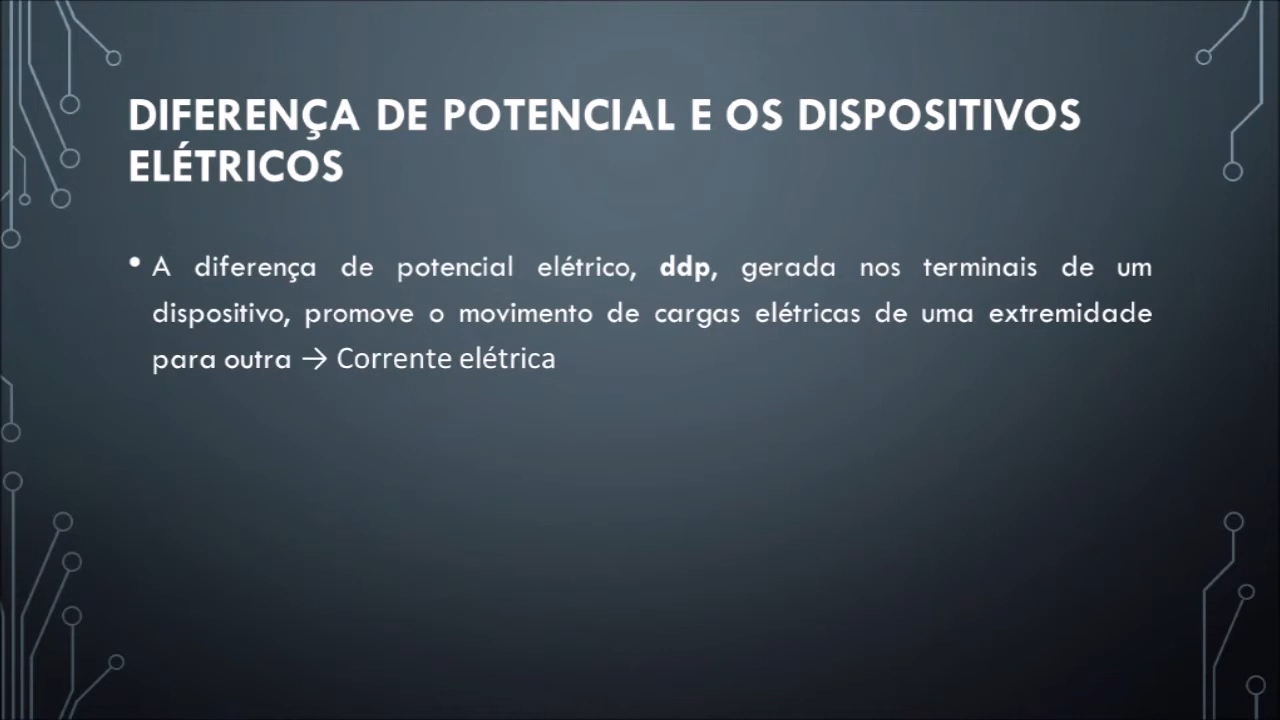 DIFERENÇA DE POTENCIAL E OS DISPOSITIVOS
ELÉTRICOS
• A diferença de potencial elétrico, ddp, gerada nos terminais de um
dispositivo, promove o movimento de cargas elétricas de uma extremidade
para outra → Corrente elétrica